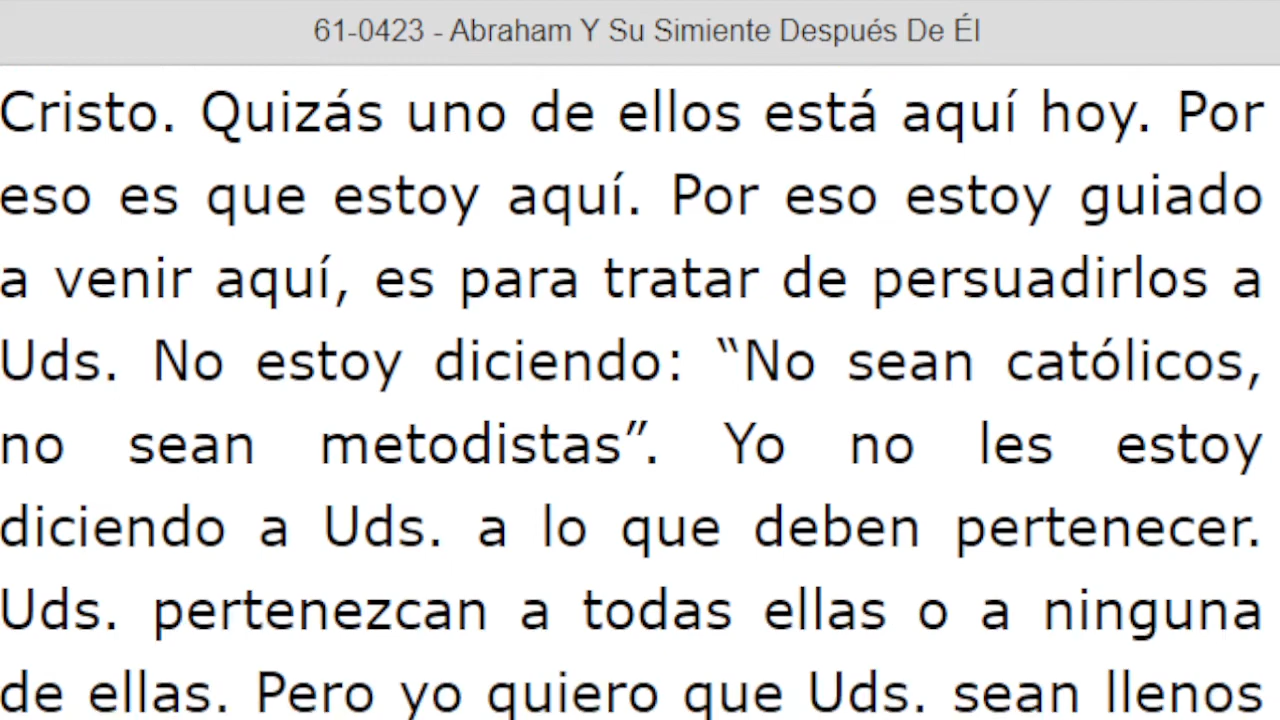 61-0423 - Abraham Y Su Simiente Después De Él
Cristo. Quizás uno de ellos está aquí hoy. Por
eso es que estoy aquí. Por eso estoy guiado
a venir aquí, es para tratar de persuadirlos a
Uds. No estoy diciendo: “No sean católicos,
no sean metodistas”. Yo no les estoy
diciendo a Uds. a lo que deben pertenecer.
Uds. pertenezcan a todas ellas o a ninguna
de ellas. Pero yo quiero que Uds. sean llenos